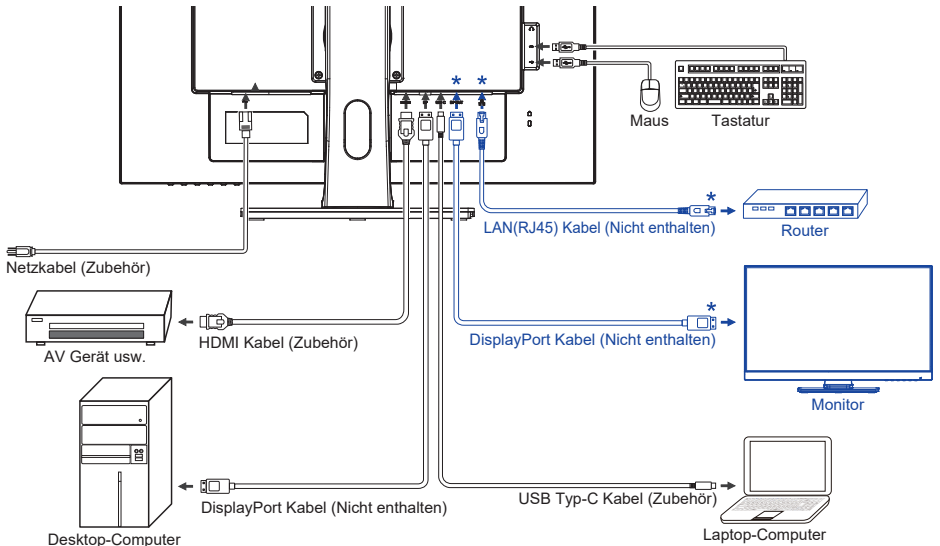 * *
Maus
Tastatur
*
LAN(RJ45) Kabel (Nicht enthalten)
Router
Netzkabel (Zubehör)
*
HDMI Kabel (Zubehör)
DisplayPort Kabel (Nicht enthalten)
AV Gerät usw.
Monitor
DisplayPort Kabel (Nicht enthalten)
USB Typ-C Kabel (Zubehör)
Desktop-Computer
Laptop-Computer